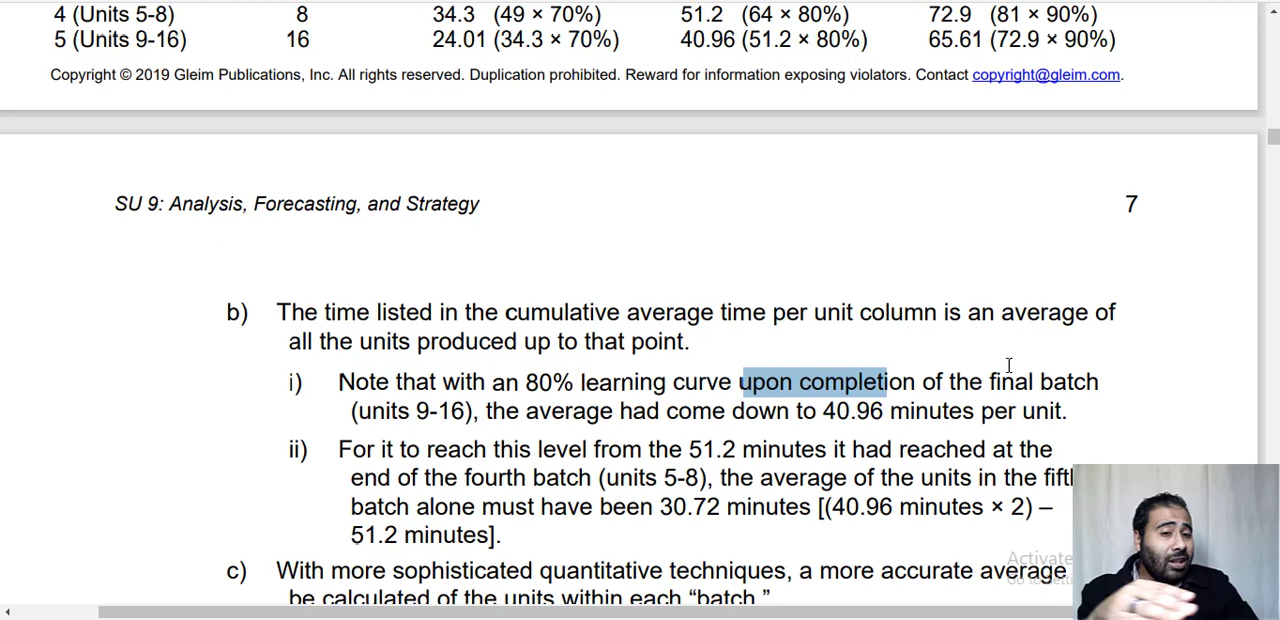 4 (Units 5-8) 8 34.3 (49 × 70%) 51.2 (64 × 80%) 72.9 (81 × 90%)
5 (Units 9-16) 16 24.01 (34.3 × 70%) 40.96 (51.2 × 80%) 65.61 (72.9 × 90%)
Copyright © 2019 Gleim Publications, Inc. All rights reserved. Duplication prohibited. Reward for information exposing violators. Contact copyright@gleim.com.
SU 9: Analysis, Forecasting, and Strategy 7
b) The time listed in the cumulative average time per unit column is an average of
all the units produced up to that point.
i) Note that with an 80% learning curve upon completion of the final batch
(units 9-16), the average had come down to 40.96 minutes per unit.
ii) For it to reach this level from the 51.2 minutes it had reached at the
end of the fourth batch (units 5-8), the average of the units in the
batch alone must have been 30.72 minutes [(40.96 minutes × 2) –
51.2 minutes].
Activate
c) With more sophisticated quantitative techniques, a more accurate average
be calculated of the units within each “batch.”